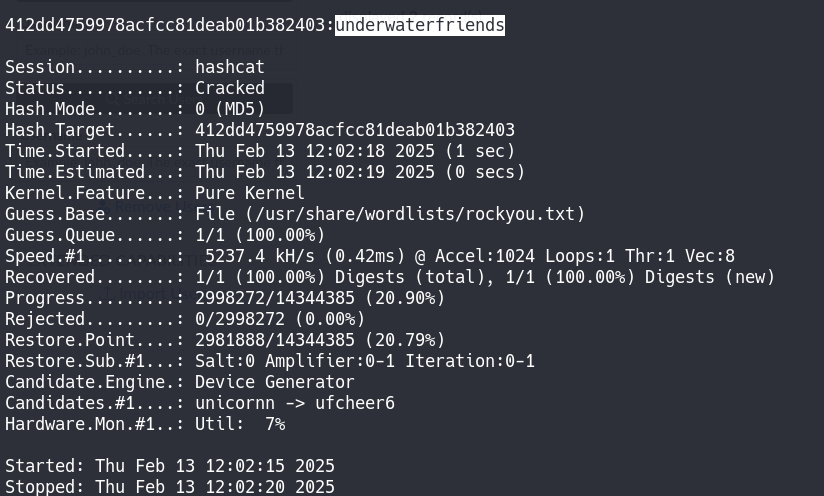 412dd4759978acfcc81deab01b382403:underwaterfriends
Session..........: hashcat
Status...........: Cracked
Hash.Mode........: 0 (MD5)
Hash.Target......: 412dd4759978acfcc81deab01b382403
Time.Started.....: Thu Feb 13 12:02:18 2025 (1 sec)
Time.Estimated...: Thu Feb 13 12:02:19 2025 (0 secs)
Kernel.Feature...: Pure Kernel
Guess.Base.......: File (/usr/share/wordlists/rockyou.txt)
Guess.Queue......: 1/1 (100.00%)
Speed.#1.........:  5237.4 kH/s (0.42ms) @ Accel:1024 Loops:1 Thr:1 Vec:8
Recovered........: 1/1 (100.00%) Digests (total), 1/1 (100.00%) Digests (new)
Progress.........: 2998272/14344385 (20.90%)
Rejected.........: 0/2998272 (0.00%)
Restore.Point....: 2981888/14344385 (20.79%)
Restore.Sub.#1...: Salt:0 Amplifier:0-1 Iteration:0-1
Candidate.Engine.: Device Generator
Candidates.#1....: unicornn -> ufcheer6
Hardware.Mon.#1..: Util:  7%
Started: Thu Feb 13 12:02:15 2025
Stopped: Thu Feb 13 12:02:20 2025